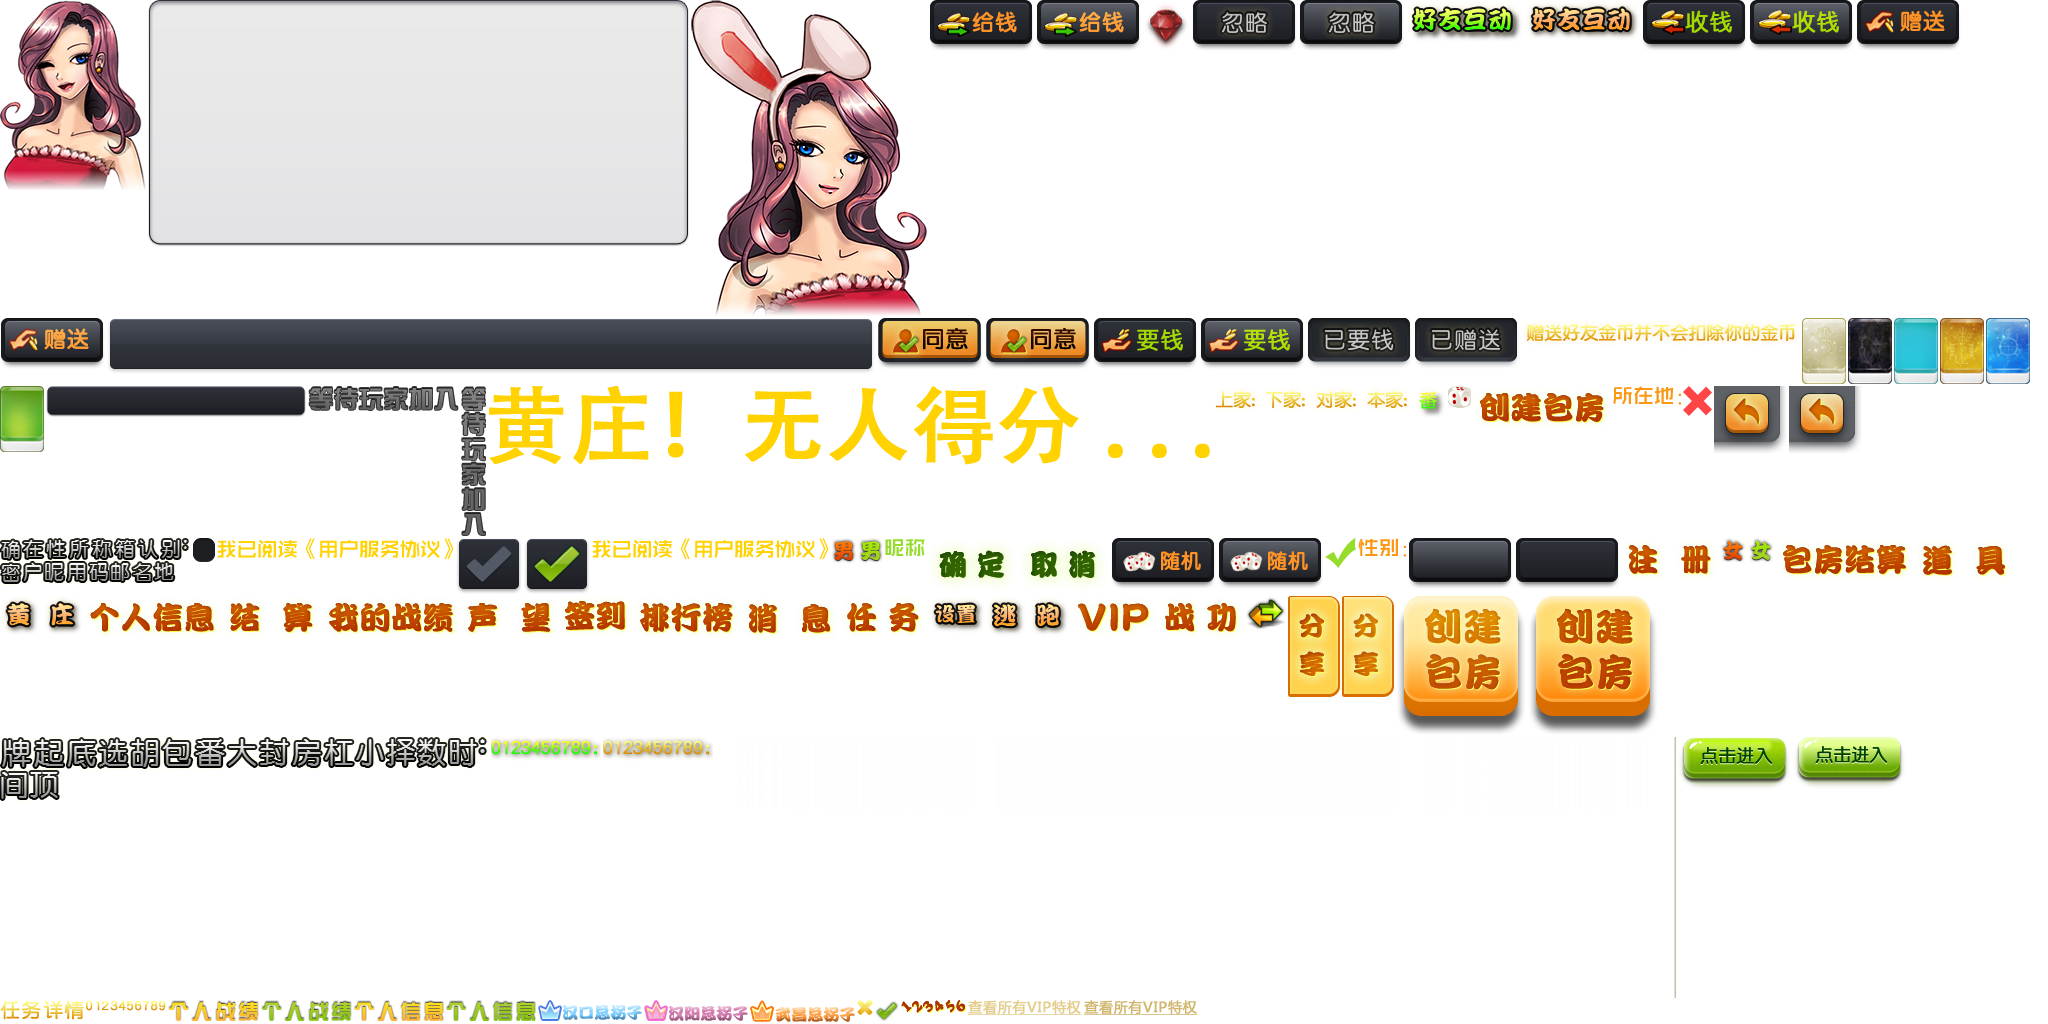 给钱 给钱 忽略 忽略 好友互动 好友互动 收钱 收钱 赠送
赠送 同意 同意 要钱 要钱 已要钱 已赠送 赠送好友金币并不会扣除你的金币
等待玩家加入 等待玩家加入 黄庄！无人得分... 上家: 下家: 对家: 本家: 番 创建包房 所在地:
确在性所称箱认别: 我已阅读《用户服务协议》 我已阅读《用户服务协议》 男 男 昵称 确定 取消 随机 随机 性别: 注册 女 女 包房结算 道具
密户昵用码邮名地
黄庄 个人信息 结算 我的战绩 声望 签到 排行榜 消息 任务 设置 逃跑 VIP 战功 分享 分享 创建包房 创建包房
牌起底选胡包番大封房杠小择数时: 0123456789: 0123456789: 点击进入 点击进入
间顶
任务详情 0123456789 个人战绩 个人战绩 个人信息 个人信息 汉口恳拐子 汉阳恳拐子 武昌恳拐子 123456 查看所有VIP特权 查看所有VIP特权